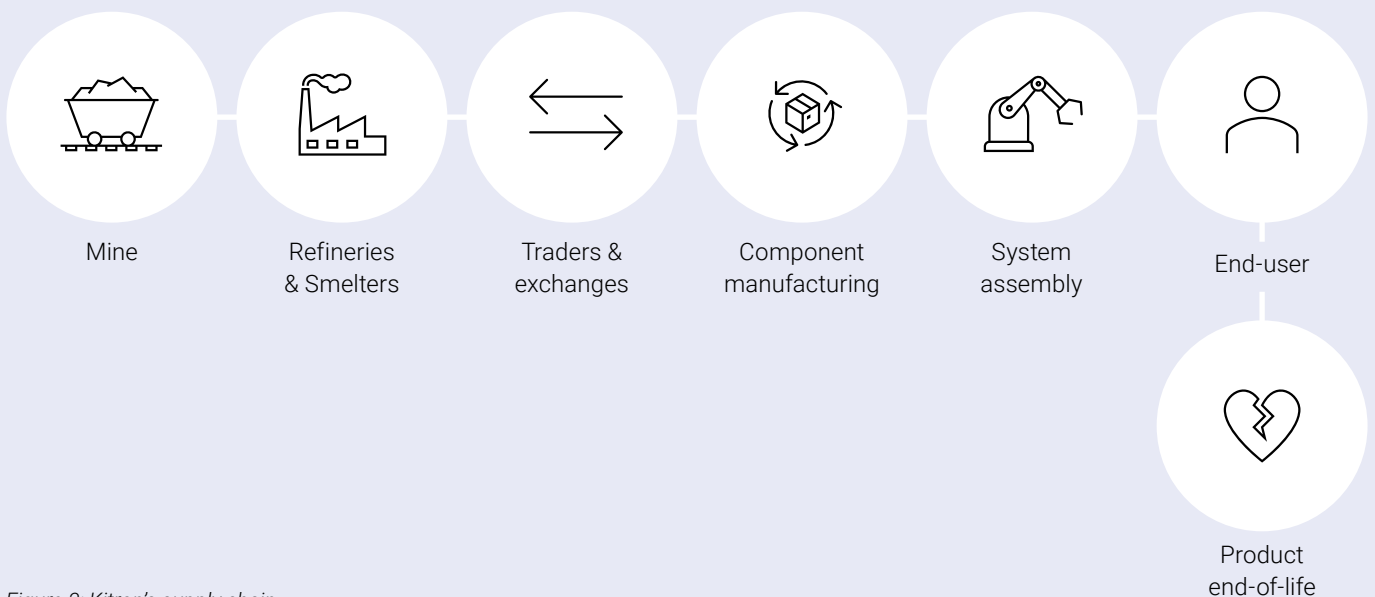 Mine
Refineries
& Smelters
Traders &
exchanges
Component
manufacturing
System
assembly
End-user
Product
end-of-life